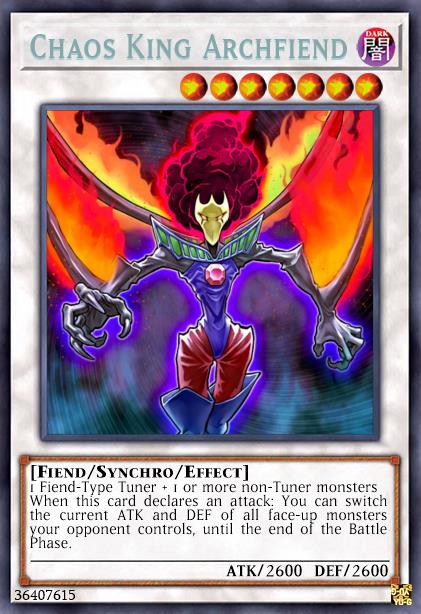 CHAOS KING ARCHFIEND
DARK
闇
[FIEND/SYNCHRO/EFFECT]
1 Fiend-Type Tuner + 1 or more non-Tuner monsters
When this card declares an attack: You can switch
the current ATK and DEF of all face-up monsters
your opponent controls, until the end of the Battle
Phase.
ATK/2600 DEF/2600
36407615